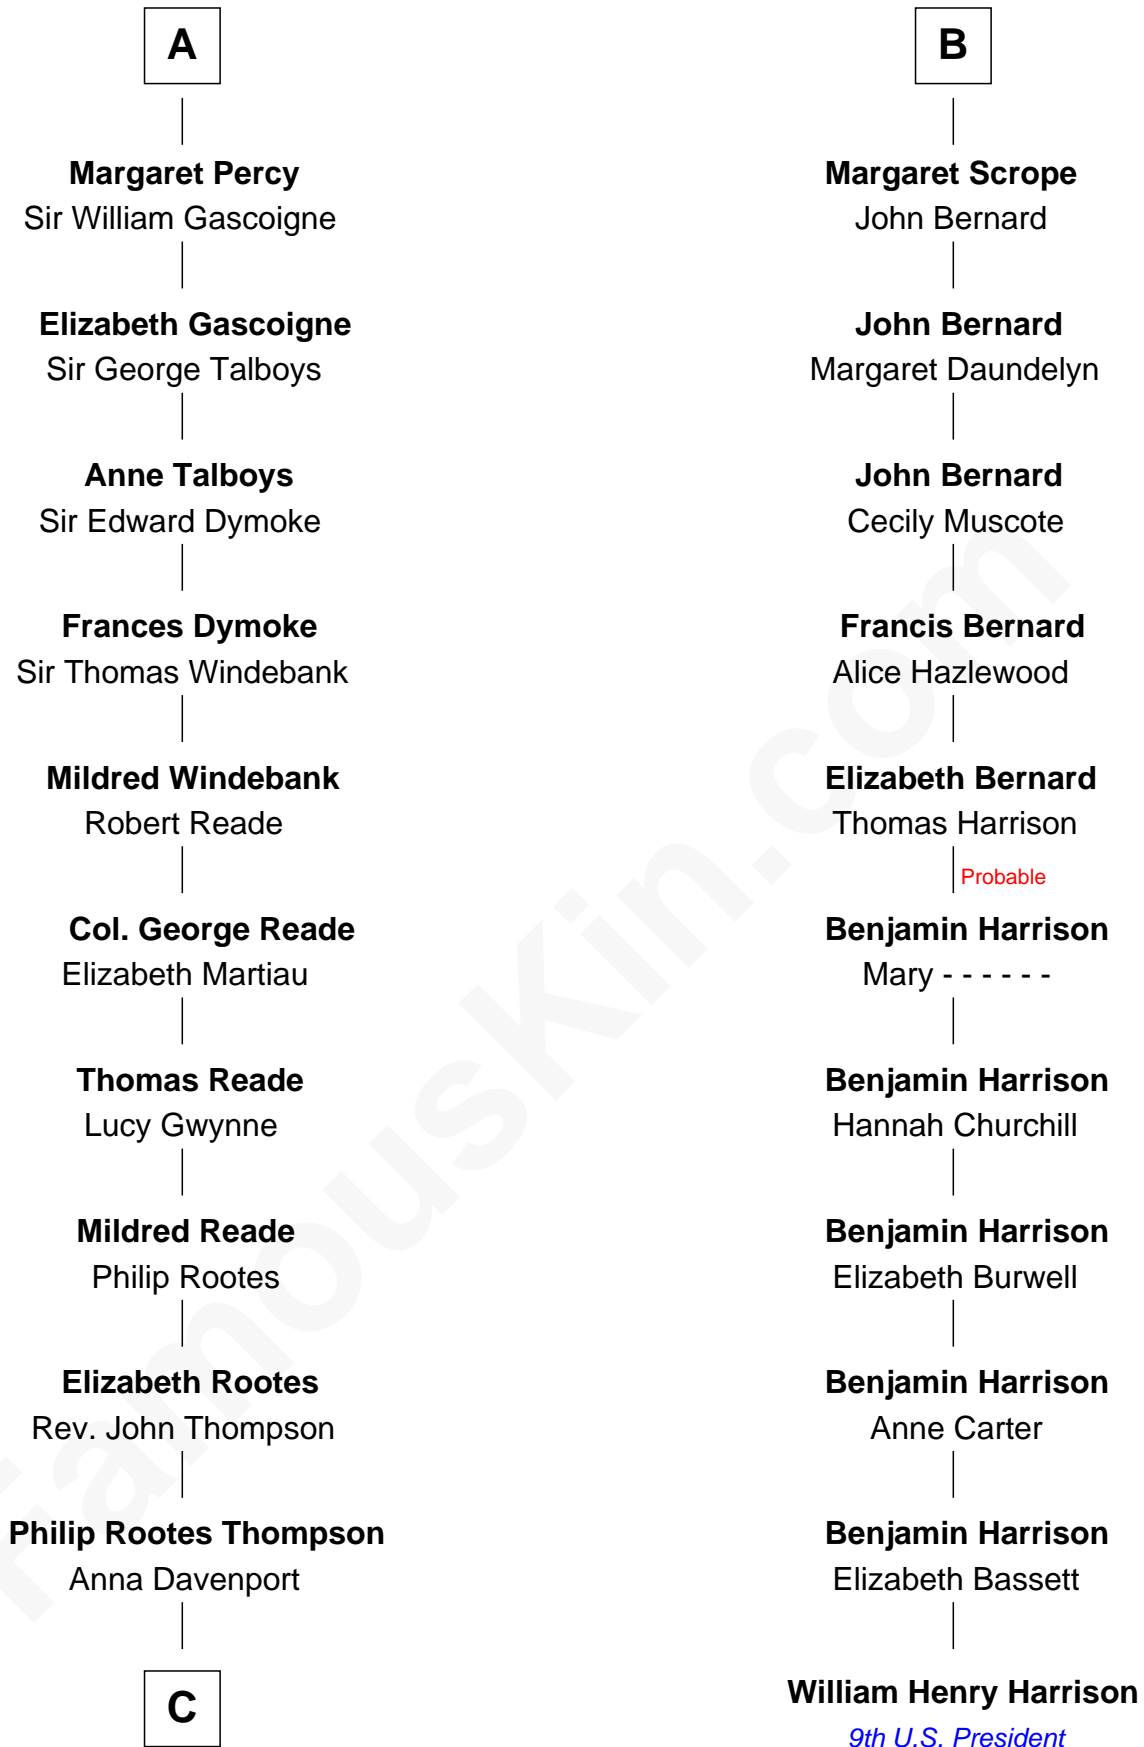 A
Margaret Percy
Sir William Gascoigne
Elizabeth Gascoigne
Sir George Talboys
Anne Talboys
Sir Edward Dymoke
Frances Dymoke
Sir Thomas Windebank
Mildred Windebank
Robert Reade
Col. George Reade
Elizabeth Martiau
Thomas Reade
Lucy Gwynne
Mildred Reade
Philip Rootes
Elizabeth Rootes
Rev. John Thompson
Philip Rootes Thompson
Anna Davenport
C
B
Margaret Scrope
John Bernard
John Bernard
Margaret Daundelyn
John Bernard
Cecily Muscote
Francis Bernard
Alice Hazlewood
Elizabeth Bernard
Thomas Harrison
Probable
Benjamin Harrison
Mary - - - - - -
Benjamin Harrison
Hannah Churchill
Benjamin Harrison
Elizabeth Burwell
Benjamin Harrison
Anne Carter
Benjamin Harrison
Elizabeth Bassett
William Henry Harrison
9th U.S. President
FamousKin.com